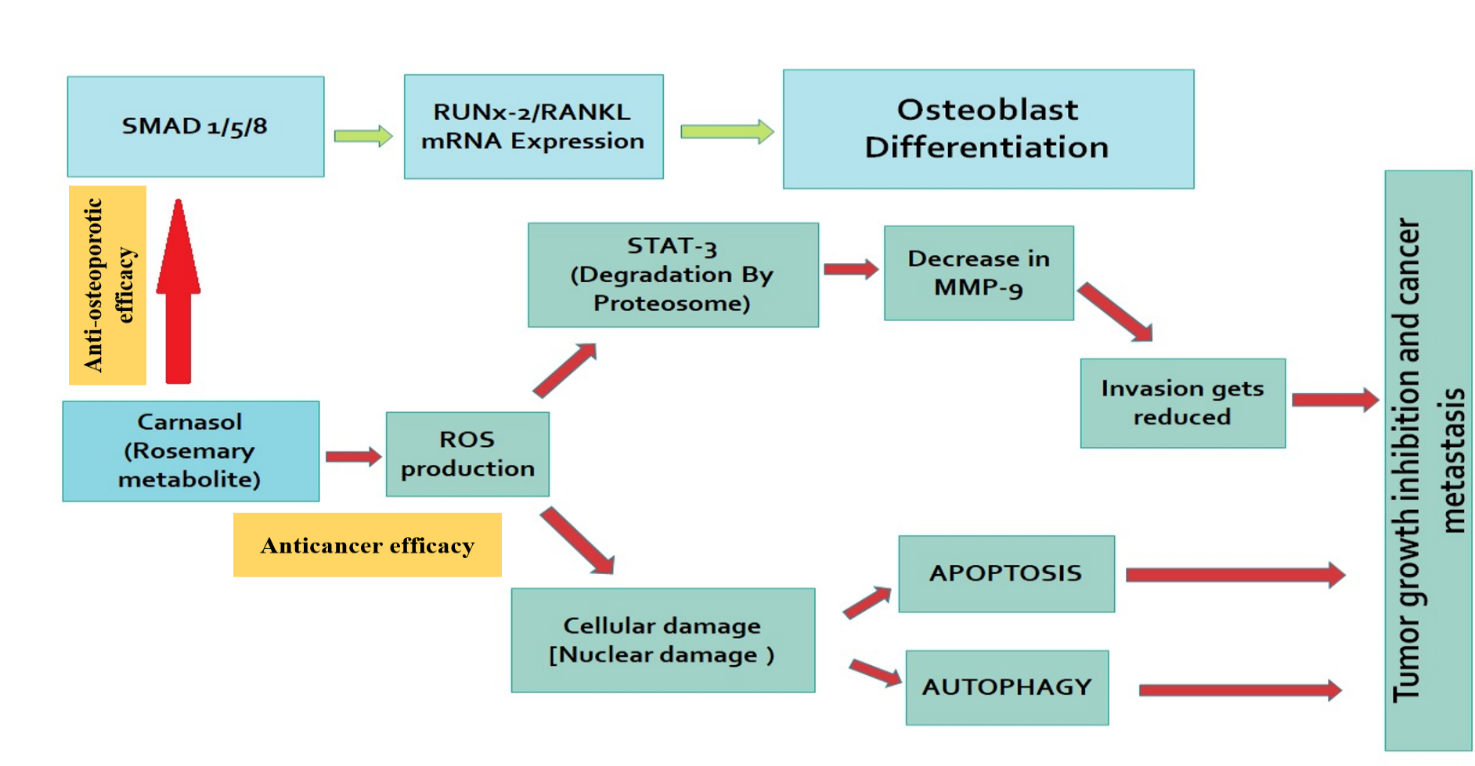 SMAD 1/5/8
RUNx-2/RANKL
mRNA Expression
Osteoblast
Differentiation
Anti-osteoporotic
efficacy
STAT-3
(Degradation By
Proteosome)
Decrease in
MMP-9
Invasion gets
reduced
Carnasol
(Rosemary
metabolite)
ROS
production
Anticancer efficacy
Cellular damage
[Nuclear damage )
APOPTOSIS
AUTOPHAGY
Tumor growth inhibition and cancer
metastasis